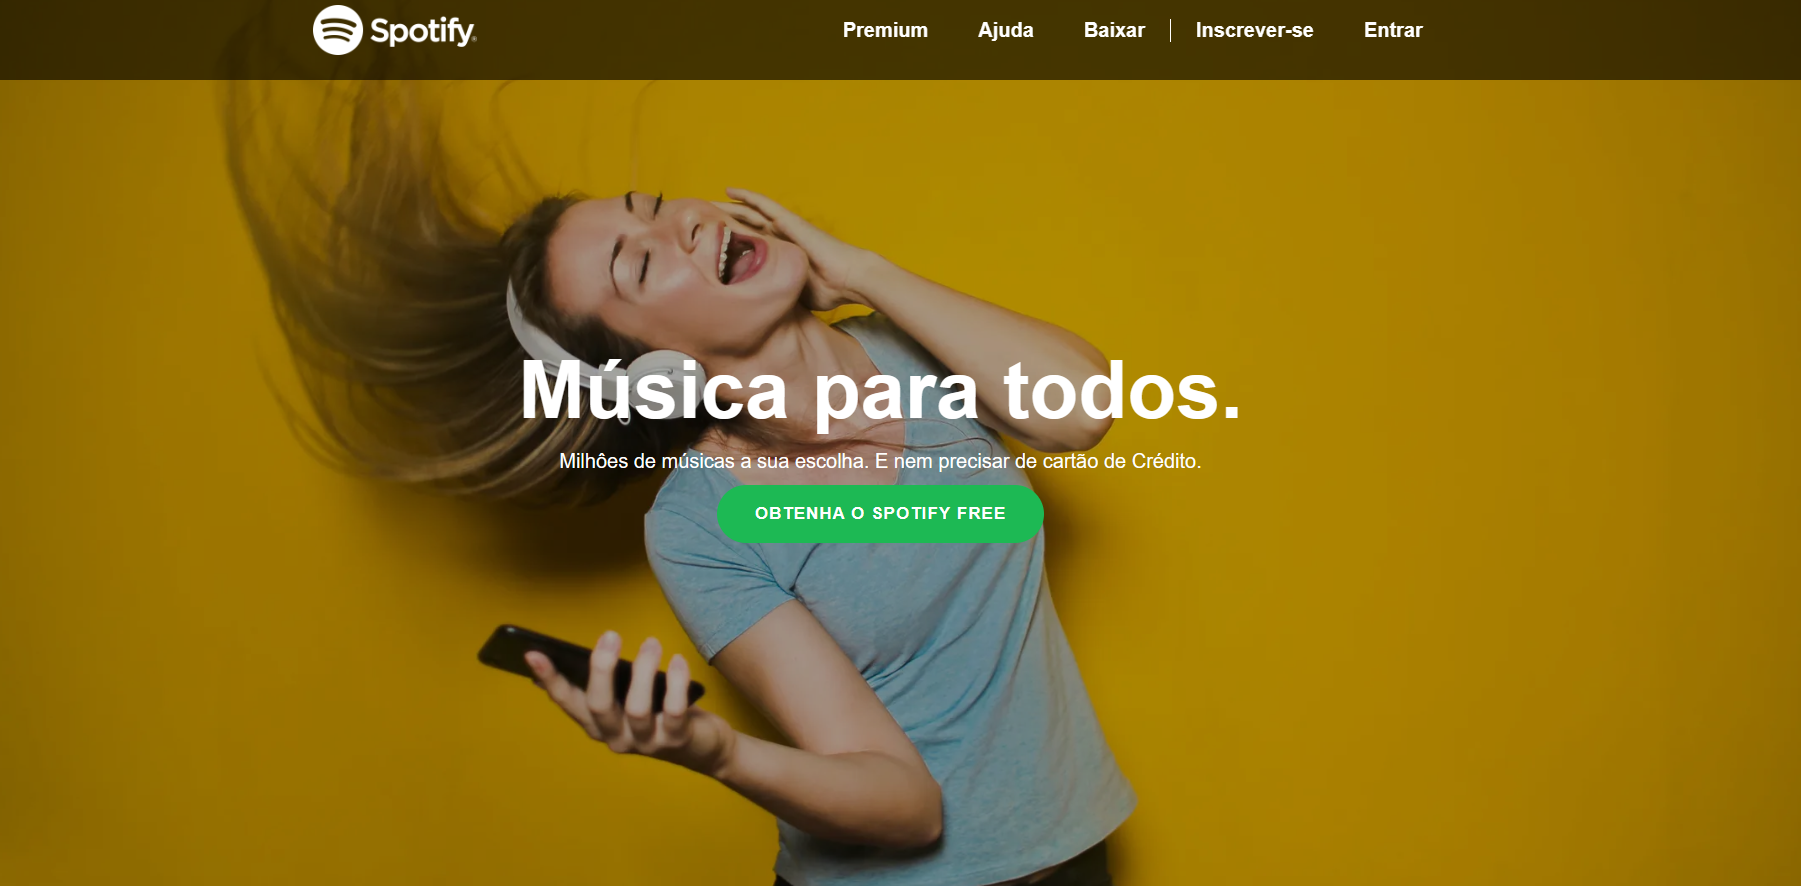 Spotify
Premium
Ajuda
Baixar
Inscrever-se
Entrar
Música para todos.
Milhôes de músicas a sua escolha. E nem precisar de cartão de Crédito.
OBTENHA O SPOTIFY FREE